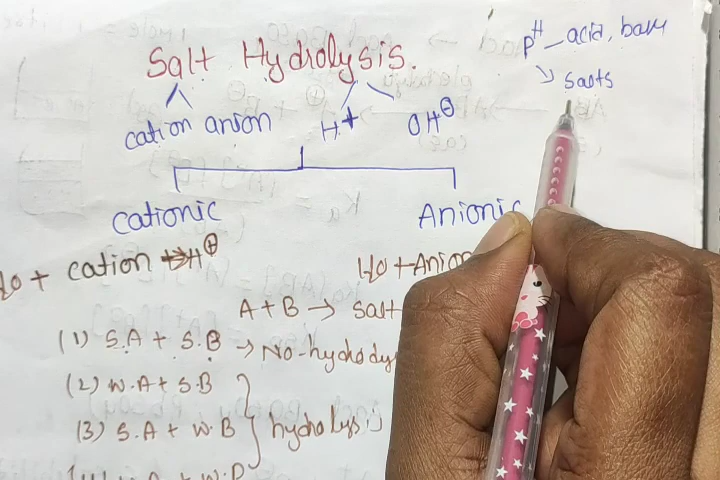 pH - acid, base
Salt Hydrolysis.
↘ salts
cation anion H+ OH⊖
Cationic Anionic
H2O + cation → H⊕ H2O + Anion
A + B → Salt
(1) S.A + S.B → No-hydrolys
(2) W.A + S.B
(3) S.A + W.B } hydrolysis